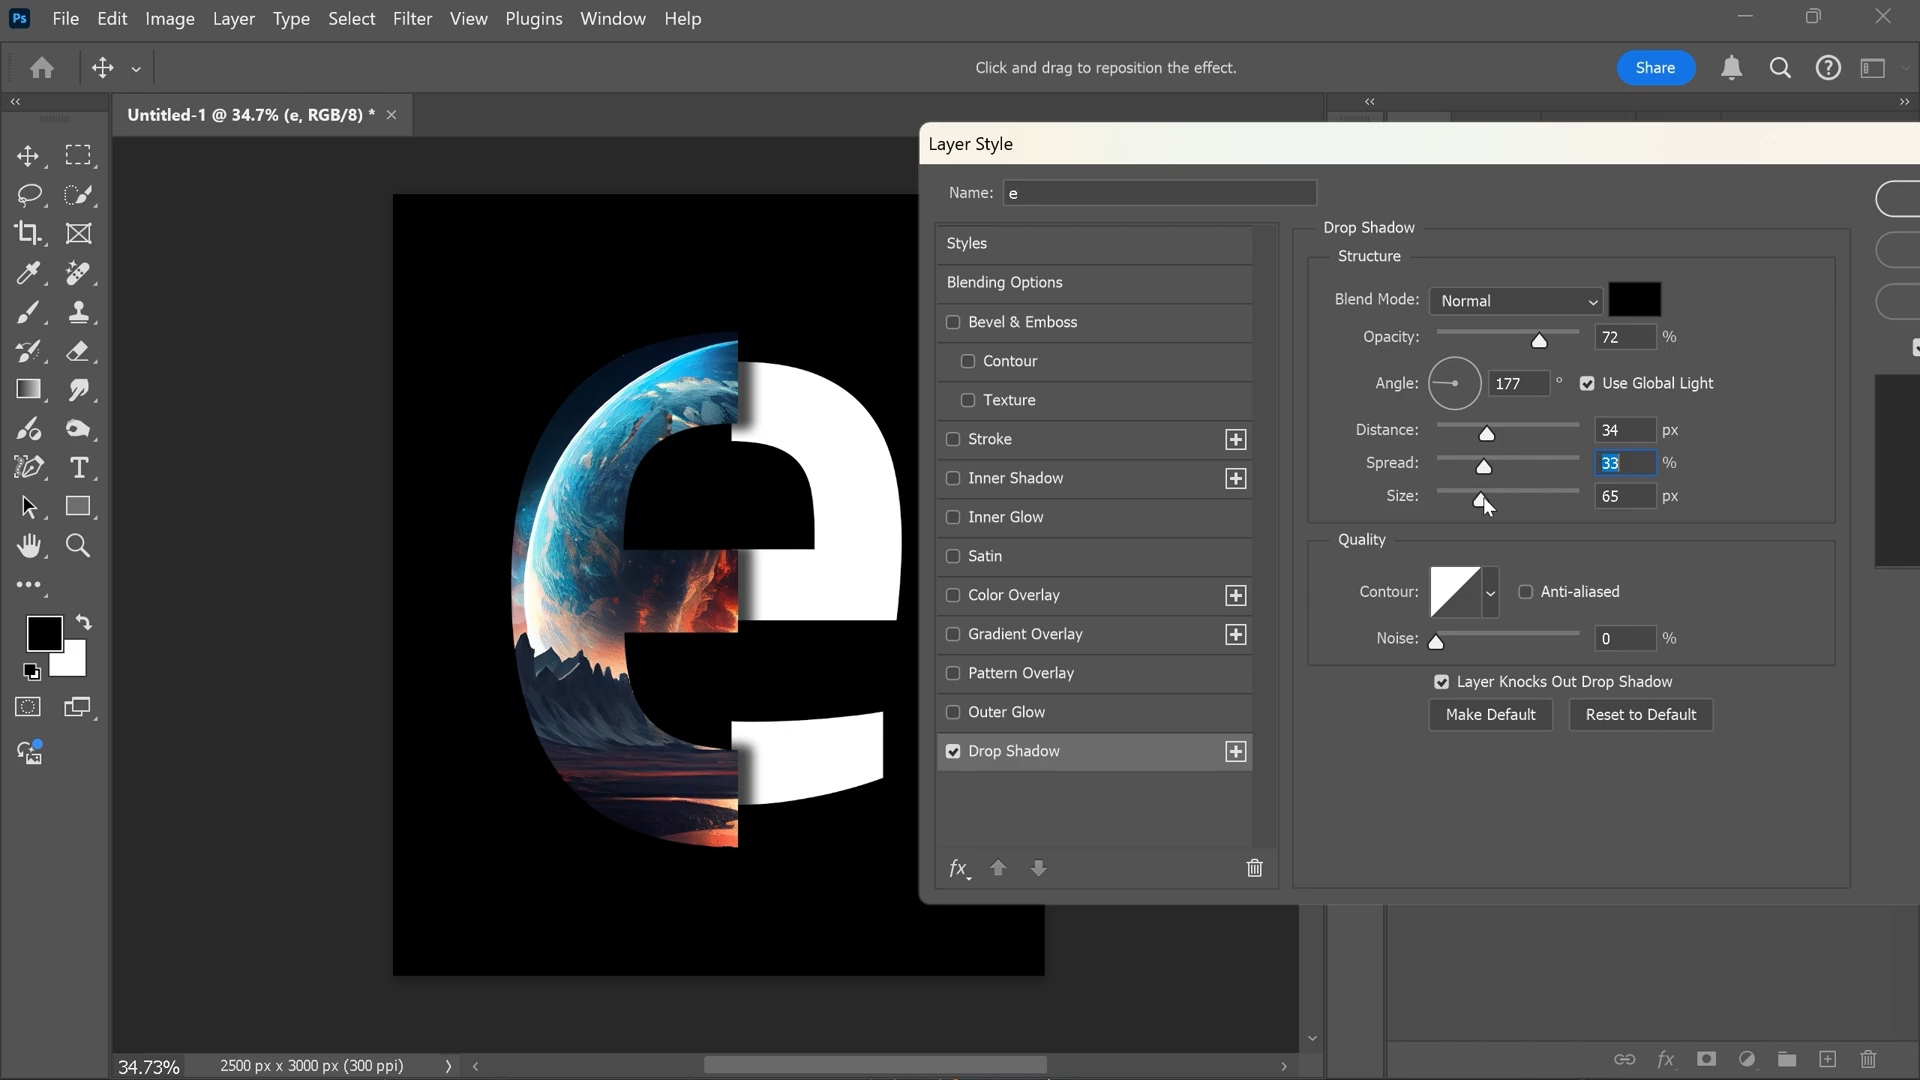 Ps File Edit Image Layer Type Select Filter View Plugins Window Help
Click and drag to reposition the effect. Share
Untitled-1 @ 34.7% (e, RGB/8) *
Layer Style
Name: e
Styles
Blending Options
Bevel & Emboss
Contour
Texture
Stroke
Inner Shadow
Inner Glow
Satin
Color Overlay
Gradient Overlay
Pattern Overlay
Outer Glow
Drop Shadow
fx
Drop Shadow
Structure
Blend Mode: Normal
Opacity: 72 %
Angle: 177 ° Use Global Light
Distance: 34 px
Spread: 33 %
Size: 65 px
Quality
Contour: Anti-aliased
Noise: 0 %
Layer Knocks Out Drop Shadow
Make Default Reset to Default
e
T
34.73% 2500 px x 3000 px (300 ppi)
fx